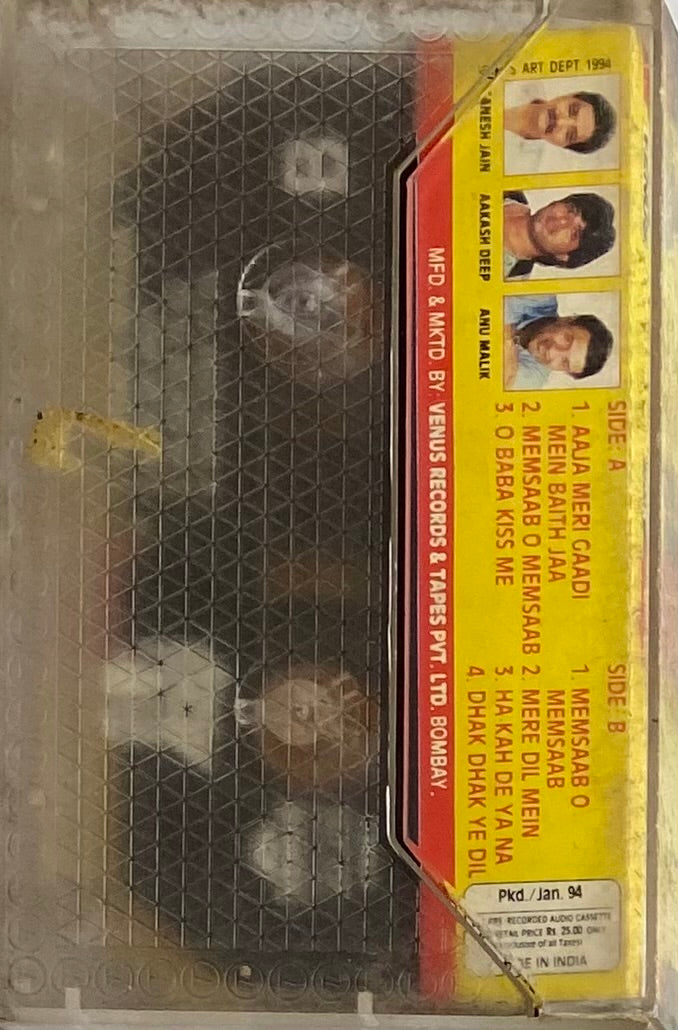 ART DEPT. 1994
JAIN
AAKASH DEEP
ANU MALIK
SIDE: A
1. AAJA MERI GAADI
MEIN BAITH JAA
2. MEMSAAB O MEMSAAB
3. O BABA KISS ME
SIDE: B
1. MEMSAAB O
MEMSAAB
2. MERE DIL MEIN
3. HA KAH DE YA NA
4. DHAK DHAK YE DIL
MFD. & MKTD. BY: VENUS RECORDS & TAPES PVT. LTD. BOMBAY.
Pkd./Jan. 94
PRE-RECORDED AUDIO CASSETTE
RETAIL PRICE Rs. 25.00 ONLY
(Exclusive of all Taxes)
MADE IN INDIA
B